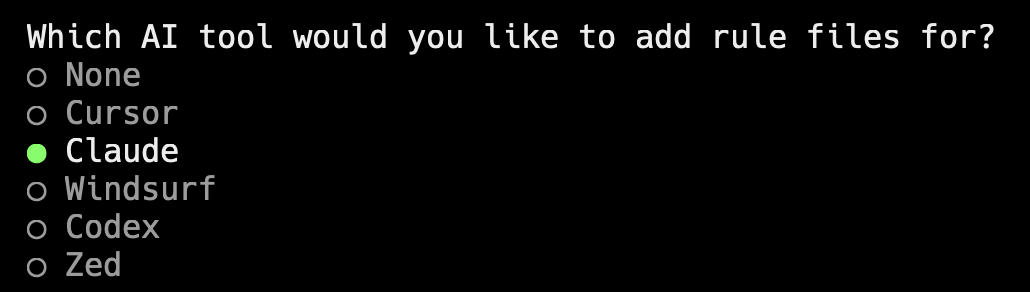 Which AI tool would you like to add rule files for?
None
Cursor
Claude
Windsurf
Codex
Zed